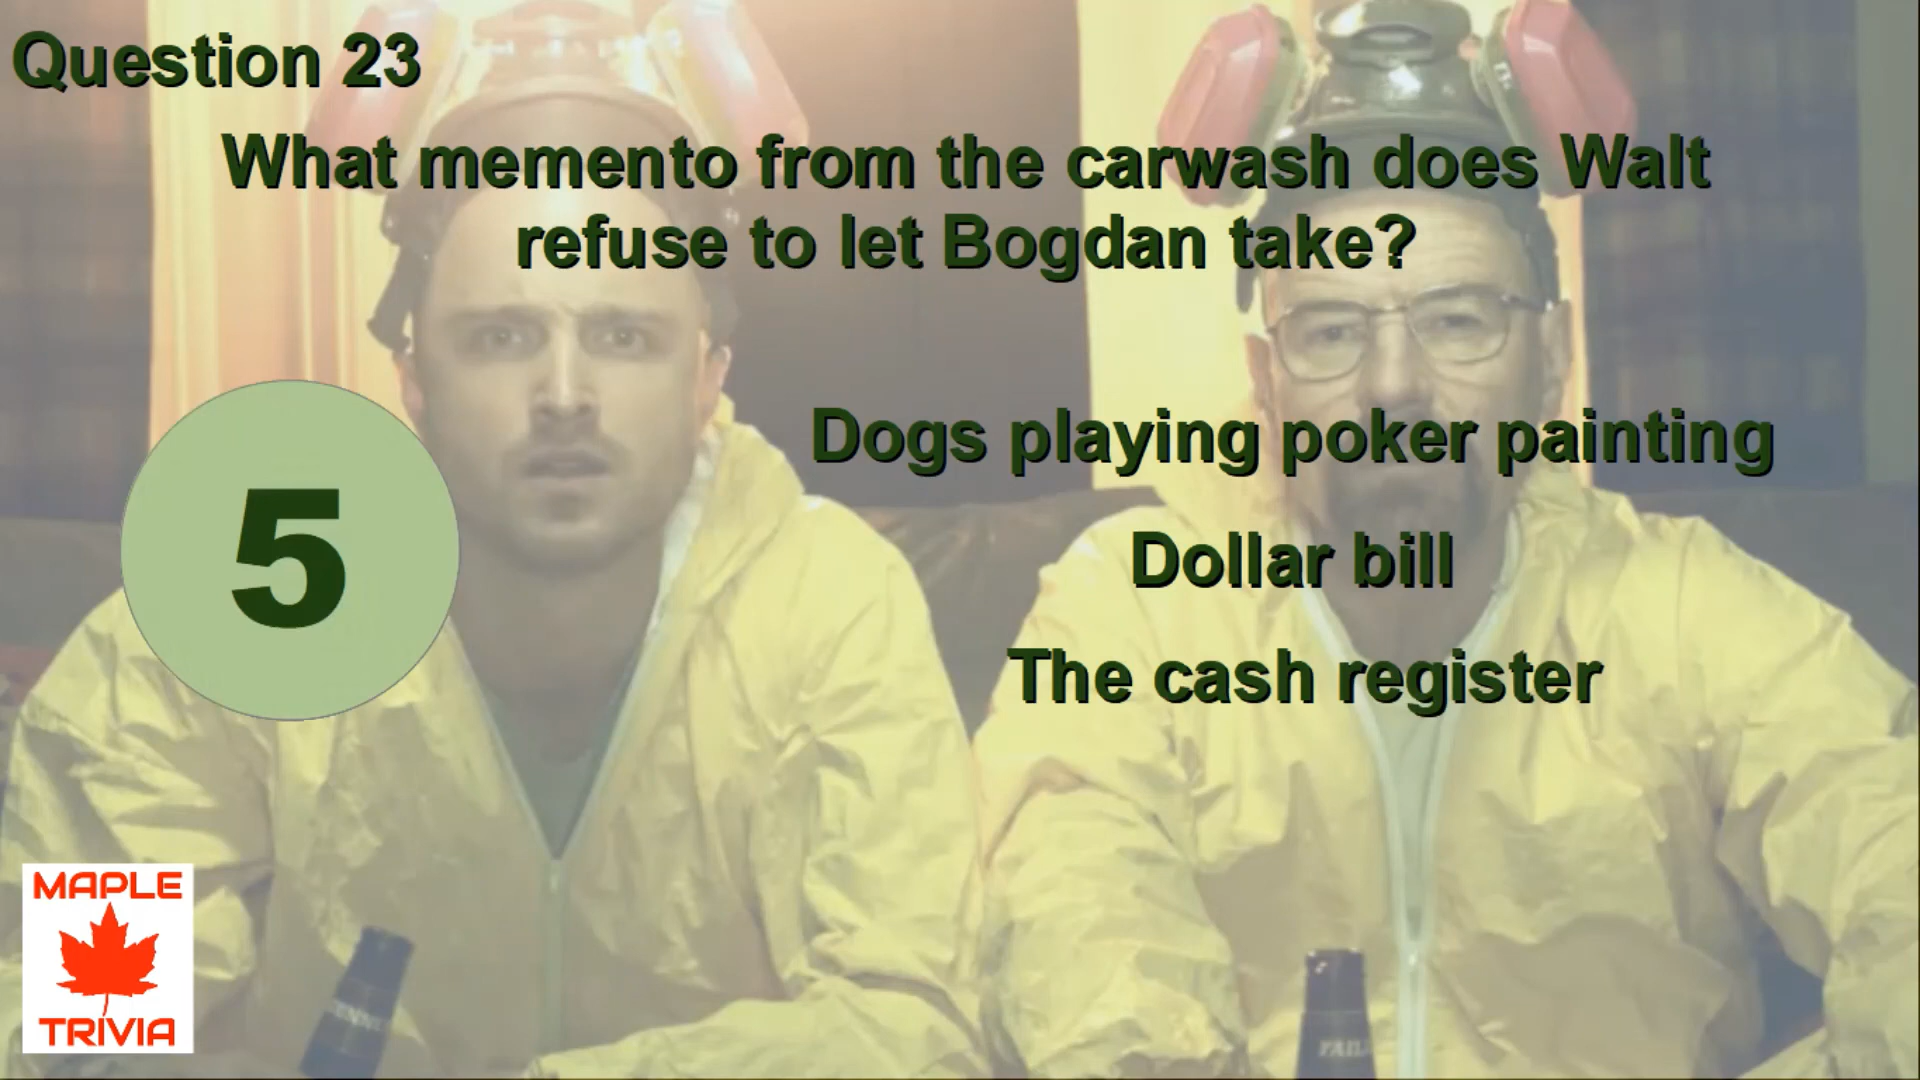 Question 23
What memento from the carwash does Walt
refuse to let Bogdan take?
Dogs playing poker painting
5
Dollar bill
The cash register
MAPLE
TRIVIA